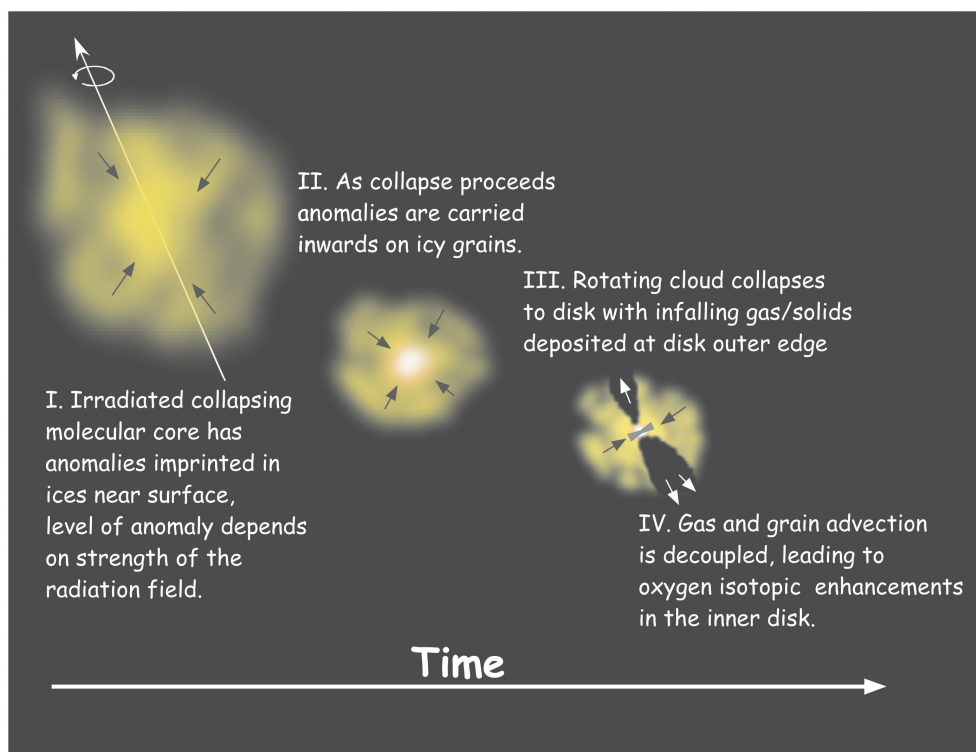 I. Irradiated collapsing
molecular core has
anomalies imprinted in
ices near surface,
level of anomaly depends
on strength of the
radiation field.
II. As collapse proceeds
anomalies are carried
inwards on icy grains.
III. Rotating cloud collapses
to disk with infalling gas/solids
deposited at disk outer edge
IV. Gas and grain advection
is decoupled, leading to
oxygen isotopic enhancements
in the inner disk.
Time